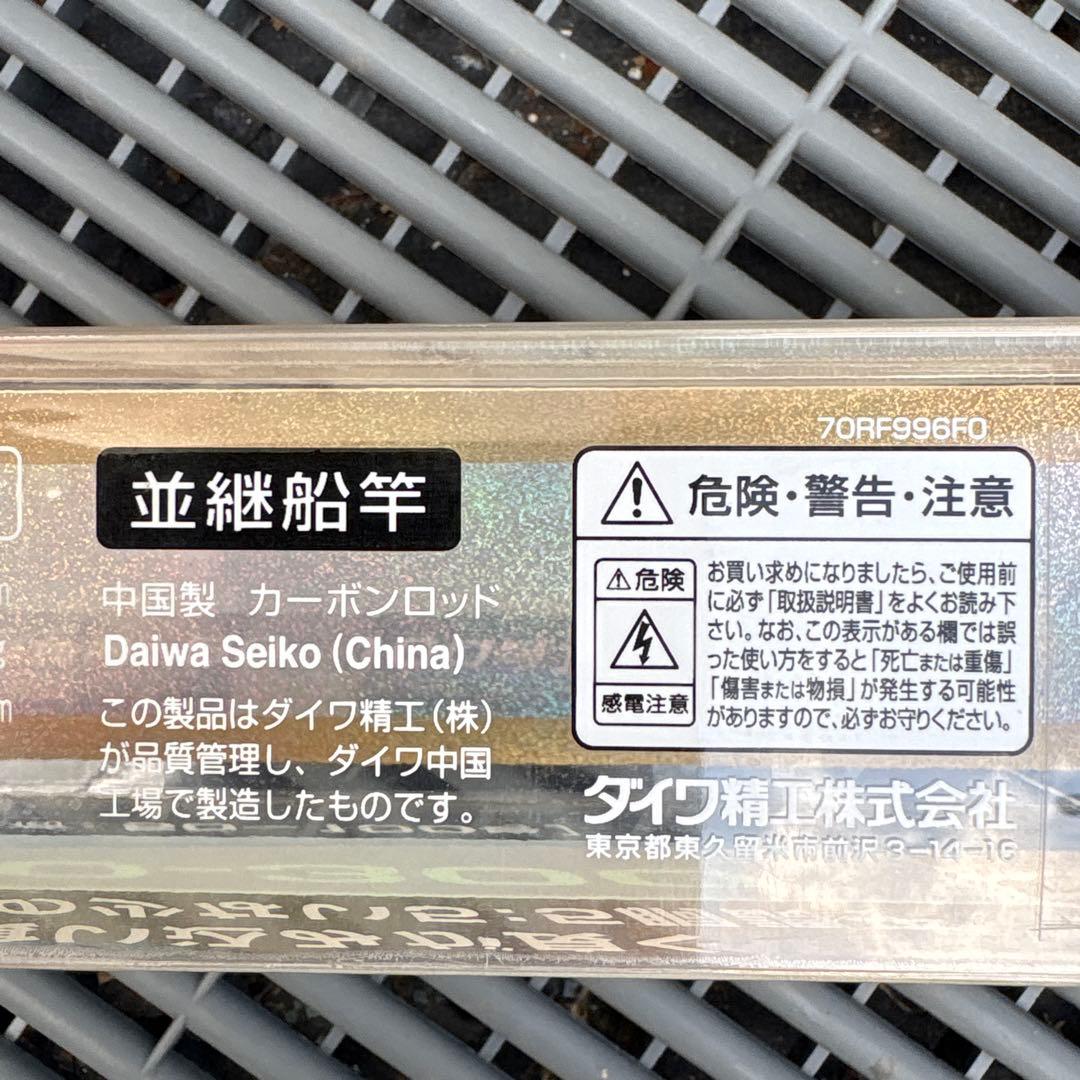 70RF996F0
並継船竿
中国製 カーボンロッド
Daiwa Seiko (China)
この製品はダイワ精工(株)
が品質管理し、ダイワ中国
工場で製造したものです。
危険・警告・注意
危険
感電注意
お買い求めになりましたら、ご使用前
に必ず「取扱説明書」をよくお読み下
さい。なお、この表示がある欄では誤
った使い方をすると「死亡または重傷」
「傷害または物損」が発生する可能性
がありますので、必ずお守りください。
ダイワ精工株式会社
東京都東久留米市前沢3-14-16